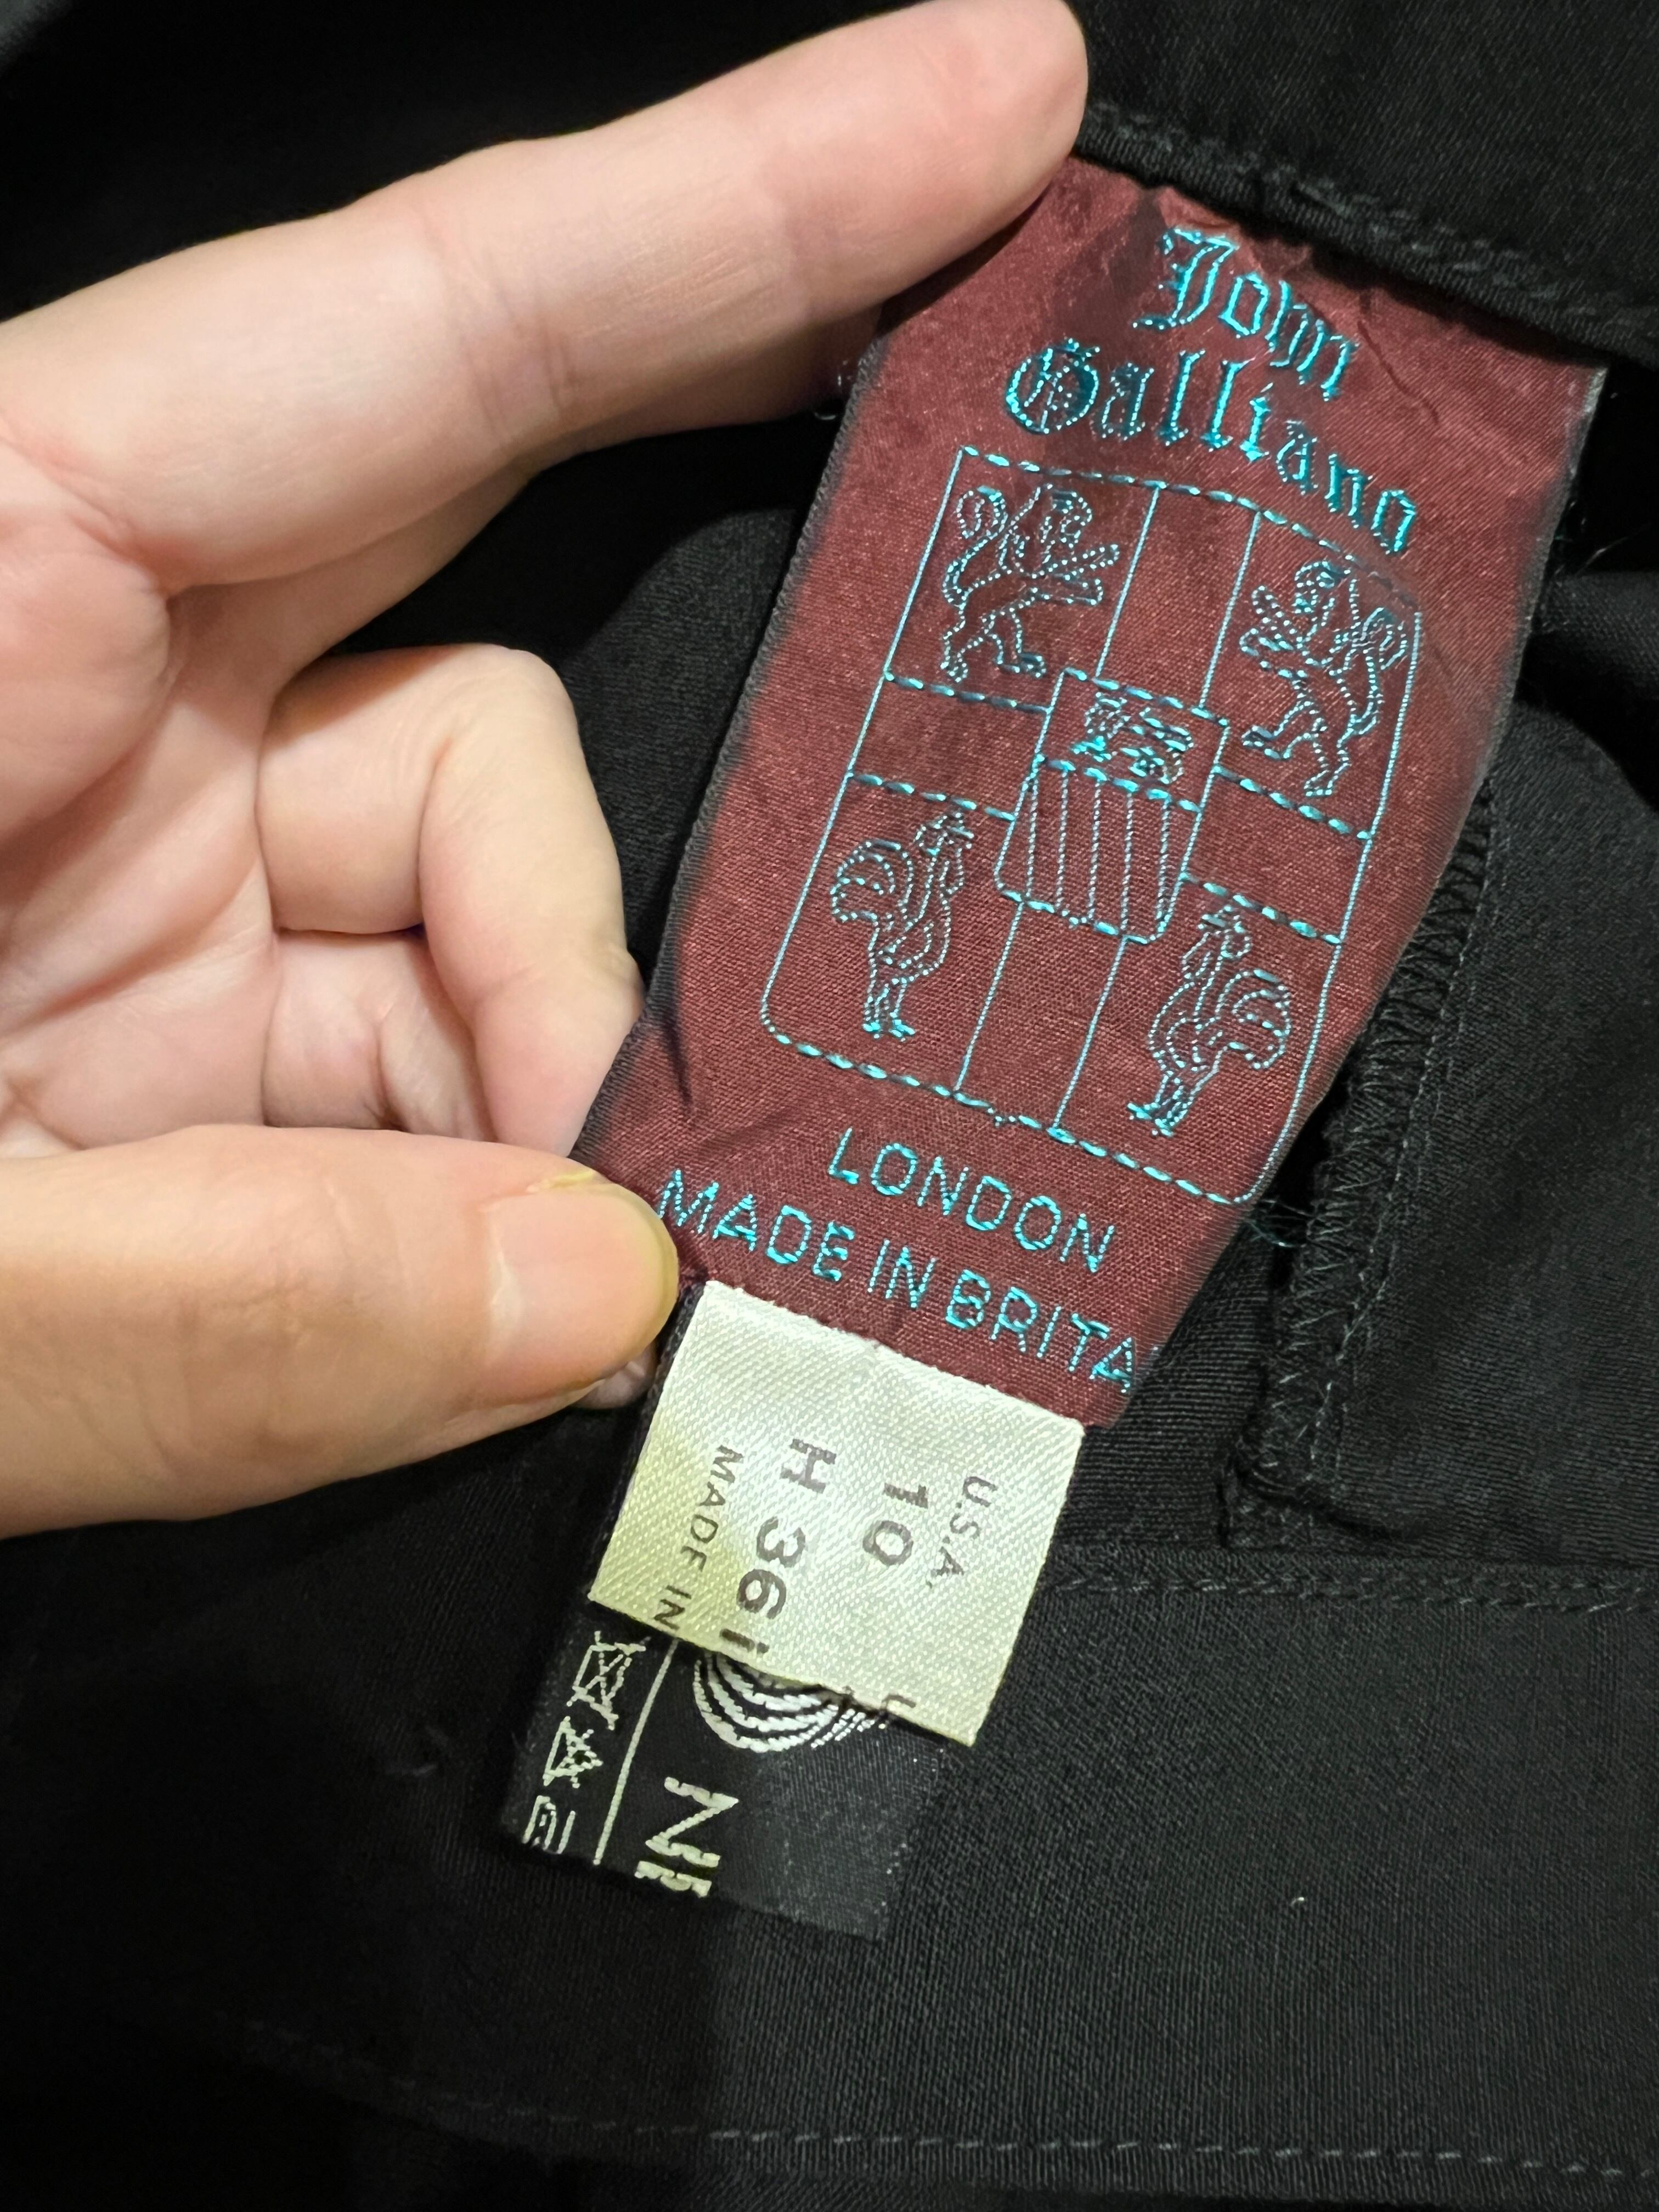 John
Galliano
LONDON
MADE IN BRITA
U.S.A.
10
H 36
MADE IN